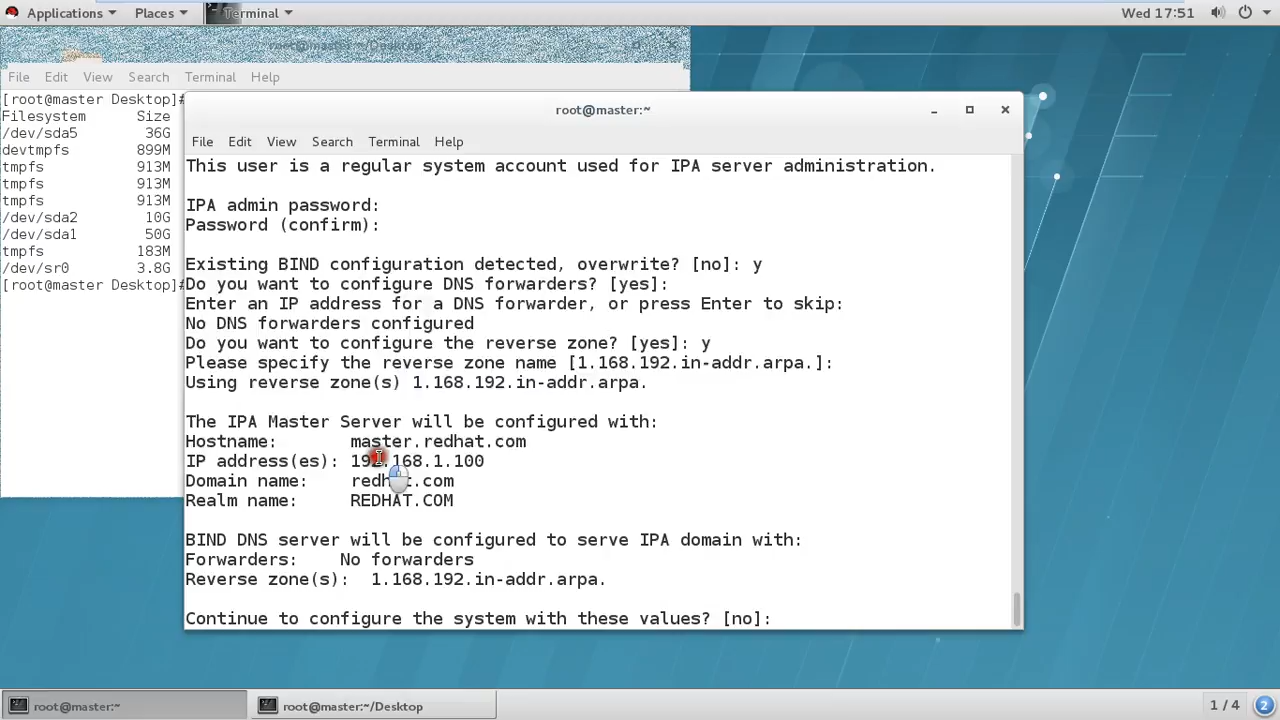 Applications Places Terminal Wed 17:51
root@master:~/Desktop
File Edit View Search Terminal Help
[root@master Desktop]#
Filesystem Size
/dev/sda5 36G
devtmpfs 899M
tmpfs 913M
tmpfs 913M
tmpfs 913M
/dev/sda2 10G
/dev/sda1 50G
tmpfs 183M
/dev/sr0 3.8G
[root@master Desktop]#
root@master:~
File Edit View Search Terminal Help
This user is a regular system account used for IPA server administration.
IPA admin password:
Password (confirm):
Existing BIND configuration detected, overwrite? [no]: y
Do you want to configure DNS forwarders? [yes]:
Enter an IP address for a DNS forwarder, or press Enter to skip:
No DNS forwarders configured
Do you want to configure the reverse zone? [yes]: y
Please specify the reverse zone name [1.168.192.in-addr.arpa.]:
Using reverse zone(s) 1.168.192.in-addr.arpa.
The IPA Master Server will be configured with:
Hostname: master.redhat.com
IP address(es): 192.168.1.100
Domain name: redhat.com
Realm name: REDHAT.COM
BIND DNS server will be configured to serve IPA domain with:
Forwarders: No forwarders
Reverse zone(s): 1.168.192.in-addr.arpa.
Continue to configure the system with these values? [no]:
root@master:~ root@master:~/Desktop 1 / 4 2